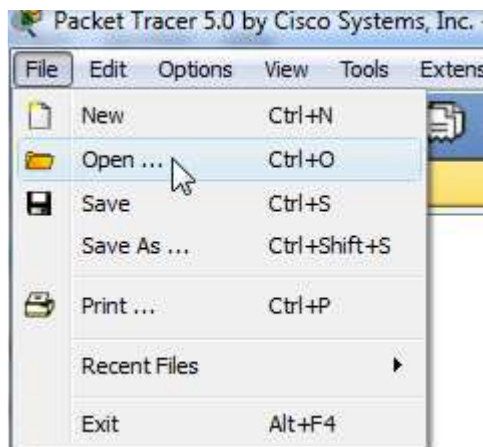 Packet Tracer 5.0 by Cisco Systems, Inc. -
File Edit Options View Tools Extens
New Ctrl+N
Open ... Ctrl+O
Save Ctrl+S
Save As ... Ctrl+Shift+S
Print ... Ctrl+P
Recent Files
Exit Alt+F4